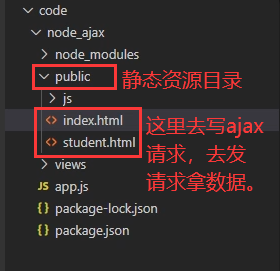 code
node_ajax
node_modules
public
静态资源目录
js
index.html
student.html
这里去写ajax
请求，去发
请求拿数据。
views
app.js
package-lock.json
package.json